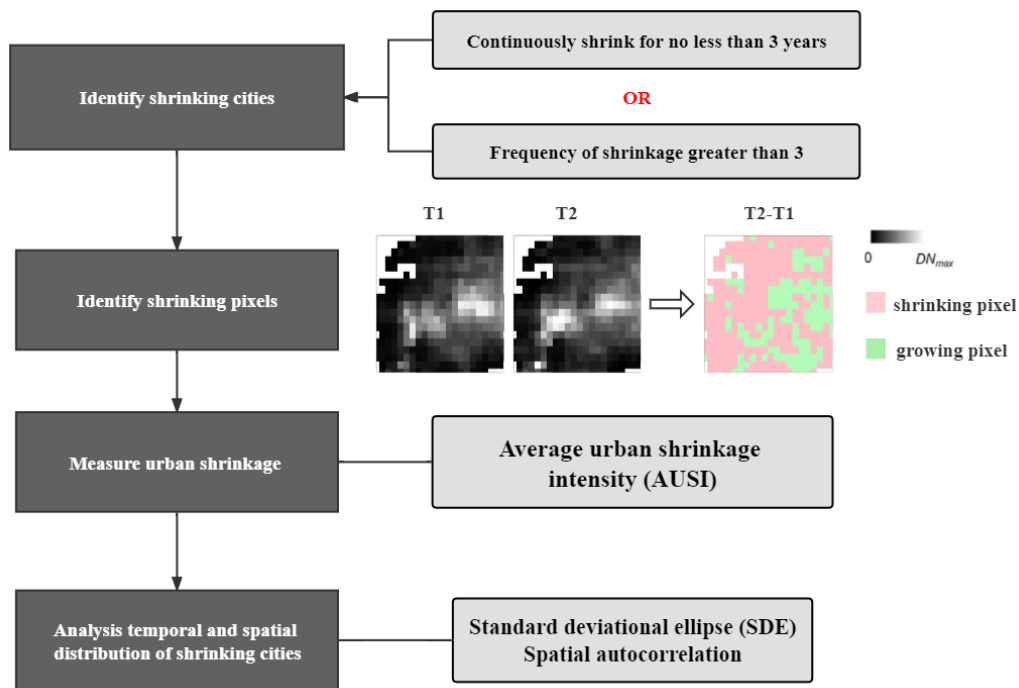 Continuously shrink for no less than 3 years
Identify shrinking cities
OR
Frequency of shrinkage greater than 3
T1
T2
T2-T1
0
DNmax
Identify shrinking pixels
shrinking pixel
growing pixel
Measure urban shrinkage
Average urban shrinkage
intensity (AUSI)
Analysis temporal and spatial
distribution of shrinking cities
Standard deviational ellipse (SDE)
Spatial autocorrelation